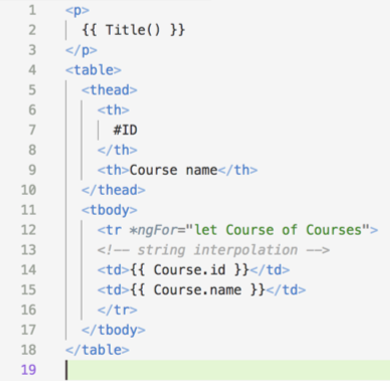 1 <p>
2 {{ Title() }}
3 </p>
4 <table>
5 <thead>
6 <th>
7 #ID
8 </th>
9 <th>Course name</th>
10 </thead>
11 <tbody>
12 <tr *ngFor="let Course of Courses">
13 <!-- string interpolation -->
14 <td>{{ Course.id }}</td>
15 <td>{{ Course.name }}</td>
16 </tr>
17 </tbody>
18 </table>
19